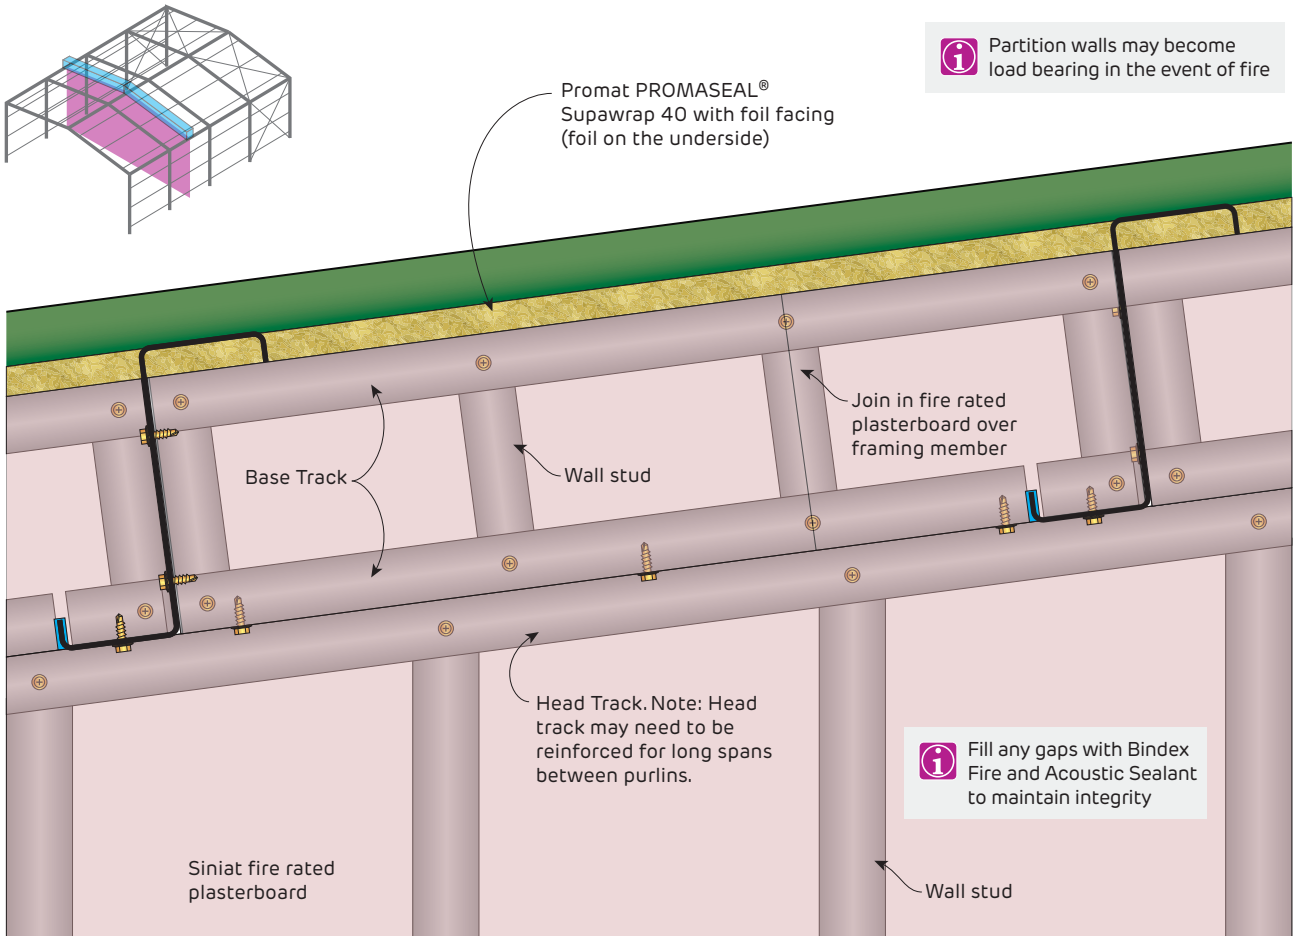 Partition walls may become
load bearing in the event of fire
Promat PROMASEAL®
Supawrap 40 with foil facing
(foil on the underside)
Join in fire rated
plasterboard over
framing member
Base Track
Wall stud
Head Track. Note: Head
track may need to be
reinforced for long spans
between purlins.
Fill any gaps with Bindex
Fire and Acoustic Sealant
to maintain integrity
Siniat fire rated
plasterboard
Wall stud